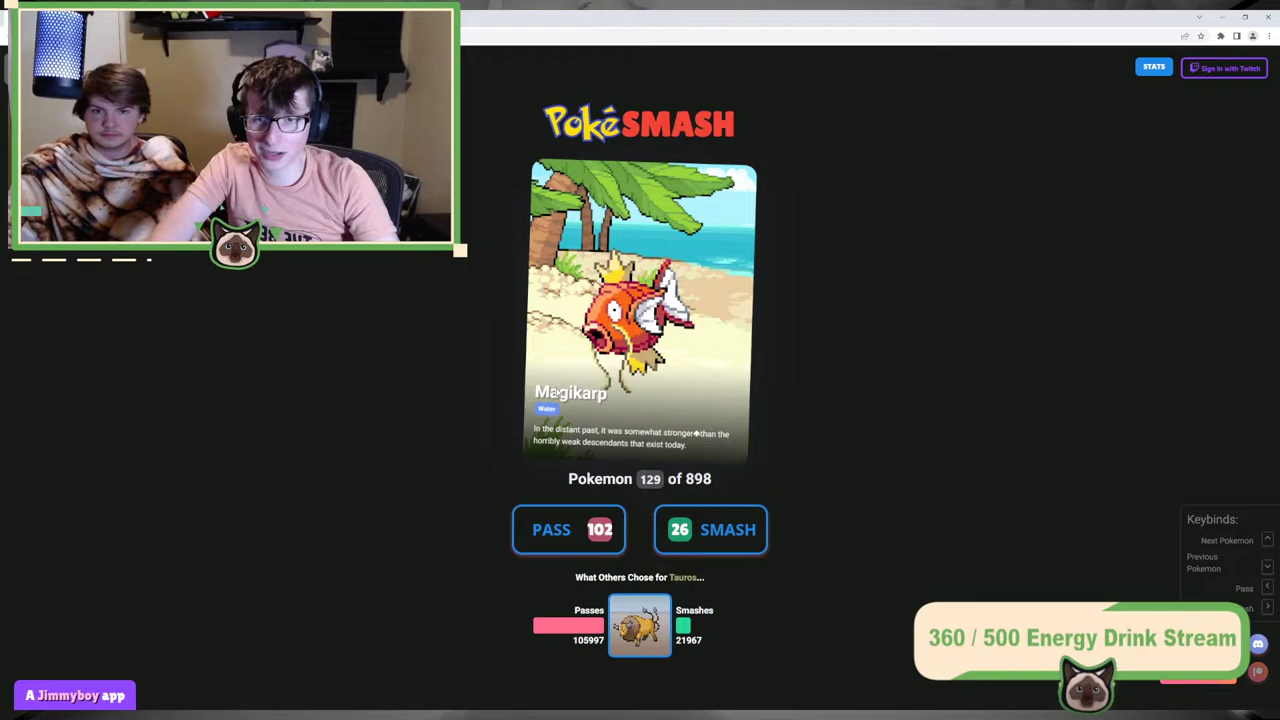 STATS
Sign in with Twitch
PokéSMASH
Magikarp
Water
In the distant past, it was somewhat stronger than the
horribly weak descendants that exist today.
Pokemon 129 of 898
PASS 102
26 SMASH
What Others Chose for Tauros...
Passes
105997
Smashes
21967
Keybinds:
Next Pokemon
Previous
Pokemon
Pass
360 / 500 Energy Drink Stream
A Jimmyboy app